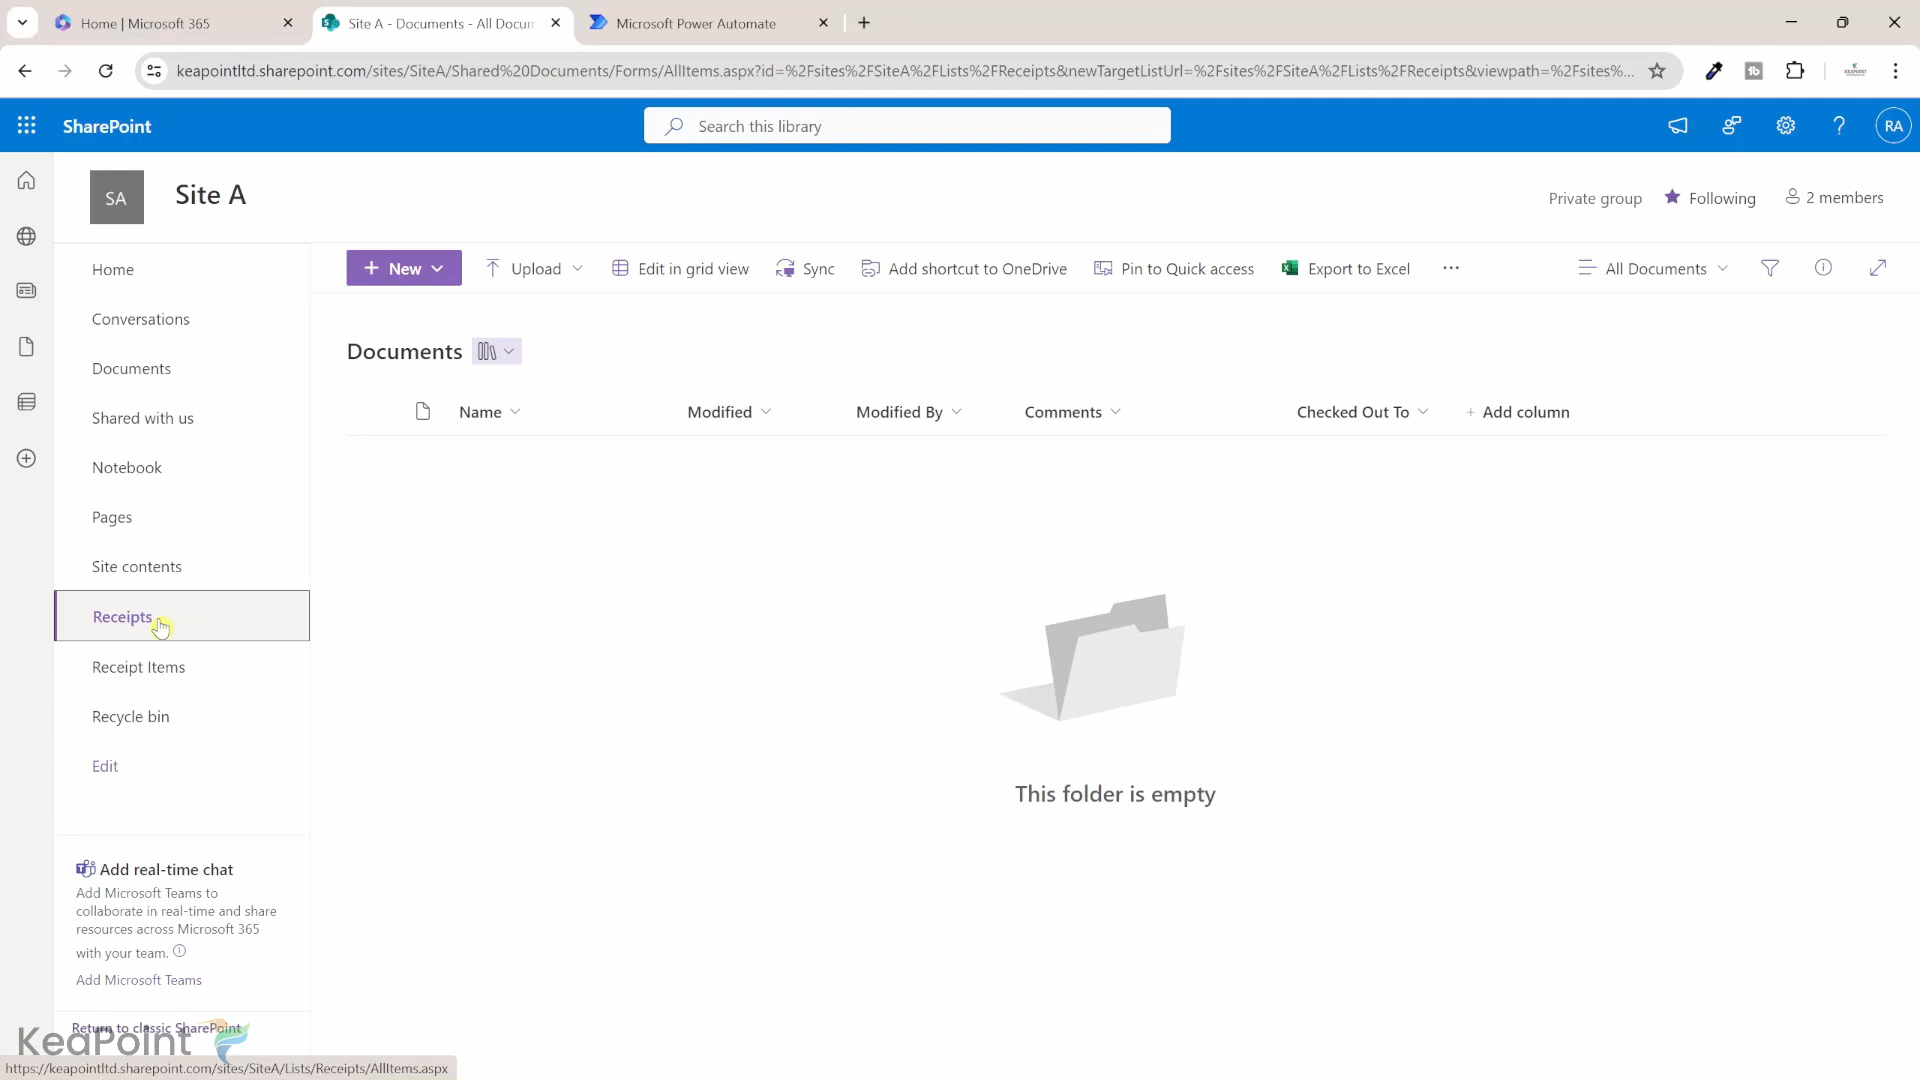 Home | Microsoft 365
Site A - Documents - All Docum
Microsoft Power Automate
keapointltd.sharepoint.com/sites/SiteA/Shared%20Documents/Forms/AllItems.aspx?id=%2Fsites%2FSiteA%2FLists%2FReceipts&newTargetListUrl=%2Fsites%2FSiteA%2FLists%2FReceipts&viewpath=%2Fsites%...
SharePoint
Search this library
RA
SA
Site A
Private group
Following
2 members
Home
Conversations
Documents
Shared with us
Notebook
Pages
Site contents
Receipts
Receipt Items
Recycle bin
Edit
Add real-time chat
Add Microsoft Teams to
collaborate in real-time and share
resources across Microsoft 365
with your team.
Add Microsoft Teams
Return to classic SharePoint
KeaPoint
https://keapointltd.sharepoint.com/sites/SiteA/Lists/Receipts/AllItems.aspx
+ New
Upload
Edit in grid view
Sync
Add shortcut to OneDrive
Pin to Quick access
Export to Excel
...
All Documents
Documents
Name
Modified
Modified By
Comments
Checked Out To
+ Add column
This folder is empty